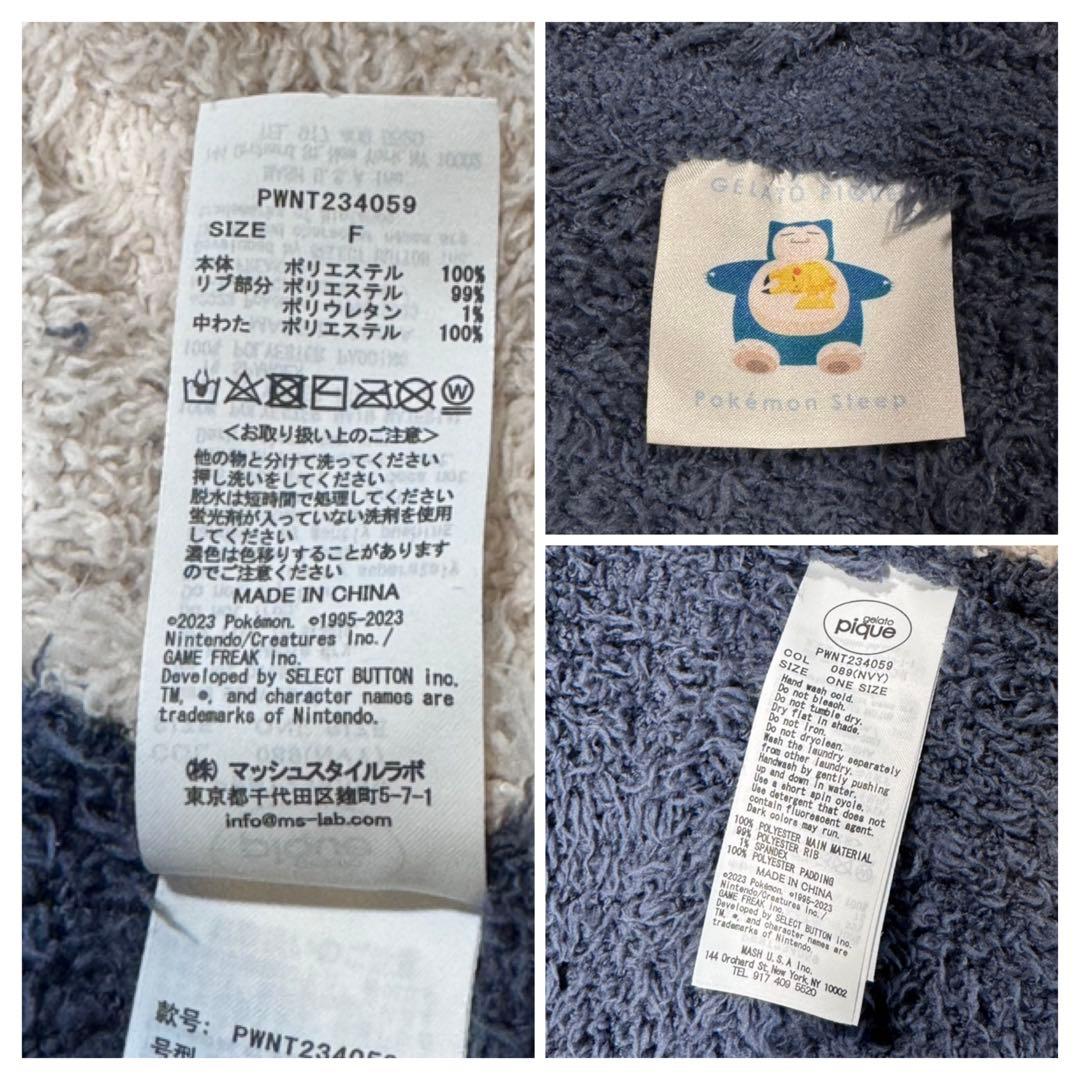 PWNT234059
SIZE F
本体 ポリエステル 100%
リブ部分 ポリエステル 99%
ポリウレタン 1%
中わた ポリエステル 100%
<お取り扱い上のご注意>
他の物と分けて洗ってください
押し洗いをしてください
脱水は短時間で処理してください
蛍光剤が入っていない洗剤を使用
してください
濃色は色移りすることがあります
のでご注意ください
MADE IN CHINA
©2023 Pokémon. ©1995-2023
Nintendo/Creatures Inc./
GAME FREAK inc.
Developed by SELECT BUTTON inc.
TM, ®, and character names are
trademarks of Nintendo.
(株) マッシュスタイルラボ
東京都千代田区麹町5-7-1
info@ms-lab.com
款号: PWNT234059
号型
GELATO PIQUE
Pokémon Sleep
gelato
pique
PWNT234059
COL 089(NVY)
SIZE ONE SIZE
Hand wash cold.
Do not bleach.
Do not tumble dry.
Dry flat in shade.
Do not iron.
Do not dryclean.
Wash the laundry separately
from other laundry.
Handwash by gently pushing
up and down in water.
Use a short spin cycle.
Use detergent that does not
contain fluorescent agent.
Dark colors may run.
100% POLYESTER MAIN MATERIAL
99% POLYESTER RIB
1% SPANDEX
100% POLYESTER PADDING
MADE IN CHINA
©2023 Pokémon. ©1995-2023
Nintendo/Creatures Inc./
GAME FREAK inc.
Developed by SELECT BUTTON inc.
TM, ®, and character names are
trademarks of Nintendo.
MASH U.S.A Inc.
144 Orchard St, New York, NY 10002
TEL 917 409 5520